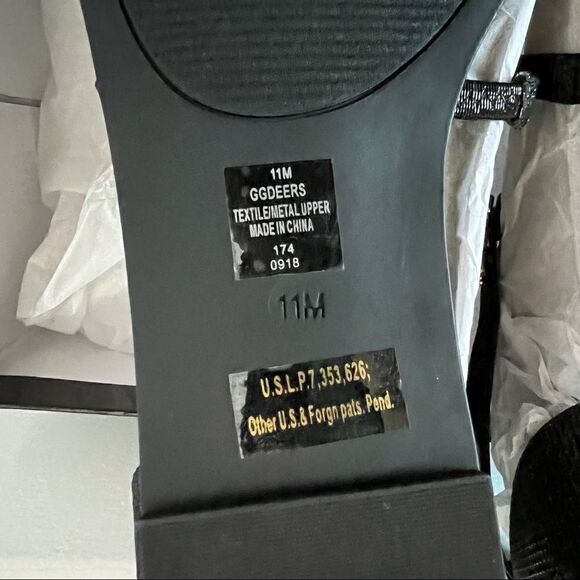 11M
GGDEERS
TEXTILE/METAL UPPER
MADE IN CHINA
174
0918
11M
U.S.L.P.7,353,626;
Other U.S.& Forgn pats. Pend.